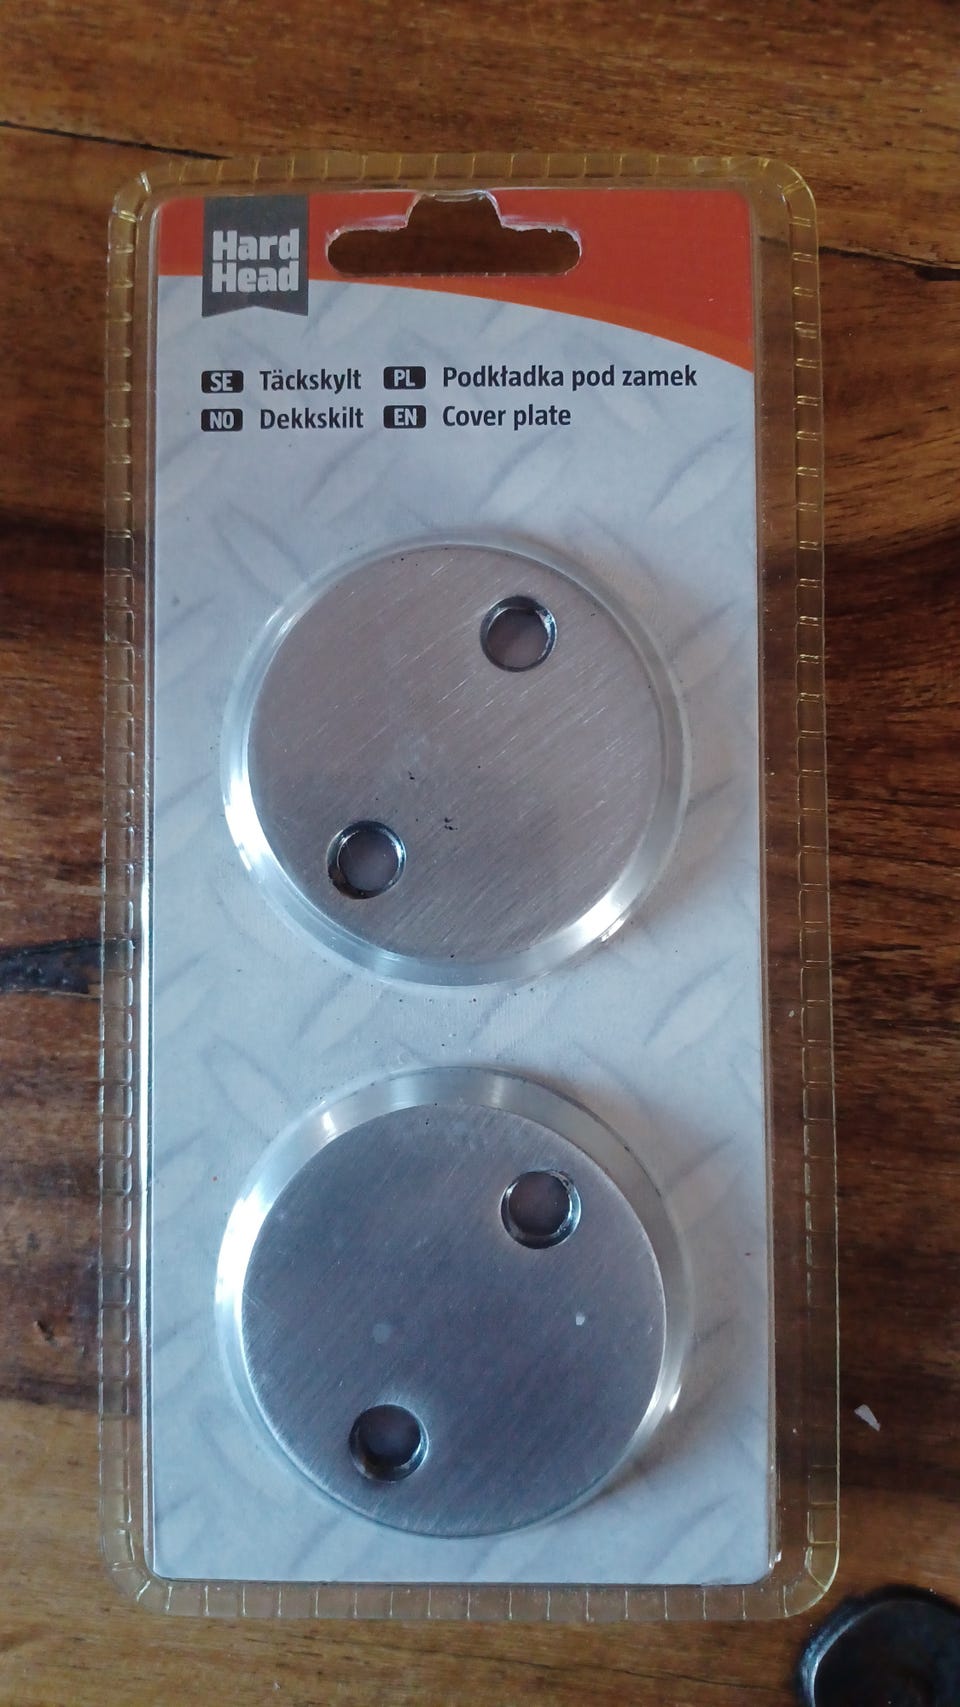 Hard
Head
SE Täckskylt PL Podkładka pod zamek
NO Dekkskilt EN Cover plate